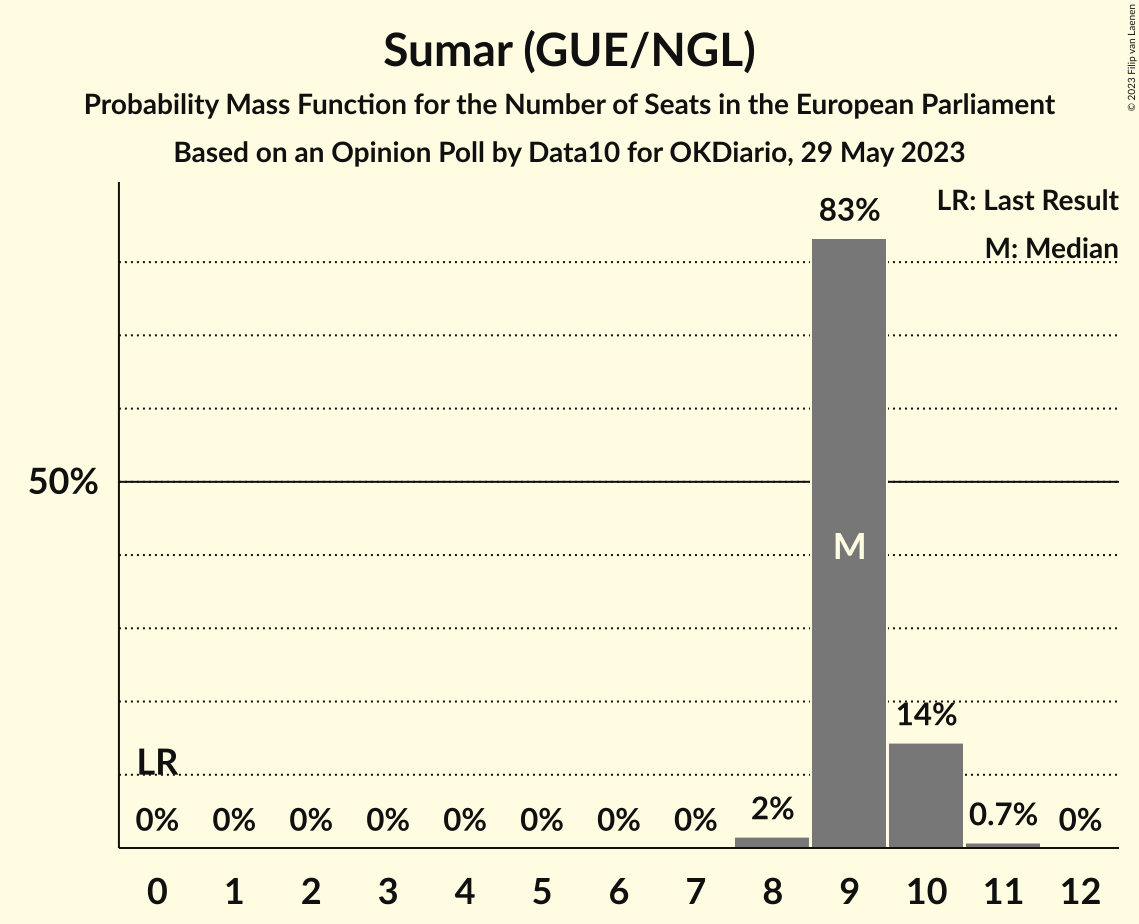 Sumar (GUE/NGL)
Probability Mass Function for the Number of Seats in the European Parliament
Based on an Opinion Poll by Data10 for OKDiario, 29 May 2023
© 2023 Filip van Laenen
LR: Last Result
M: Median
83%
50%
M
14%
LR
0% 0% 0% 0% 0% 0% 0% 0% 2% 0.7% 0%
0 1 2 3 4 5 6 7 8 9 10 11 12